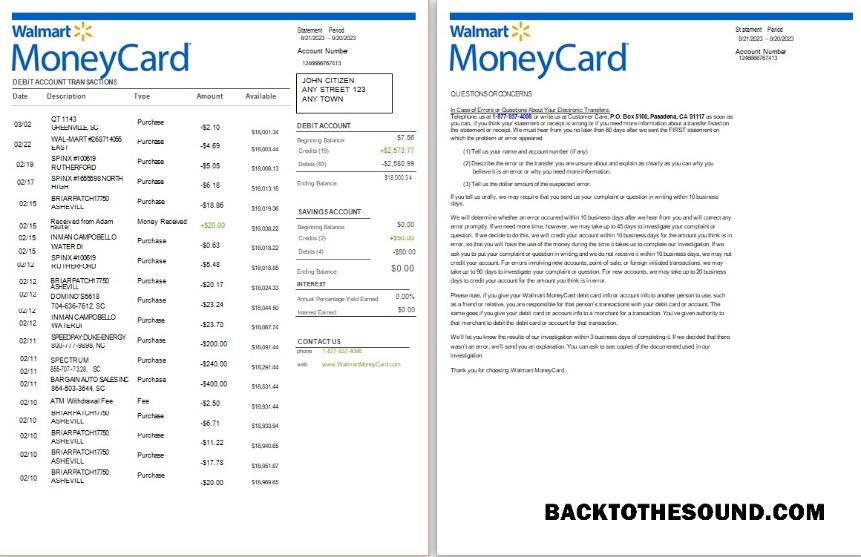 Walmart
MoneyCard
Statement Period
8/21/2023 - 9/20/2023
Account Number
1246666767413
JOHN CITIZEN
ANY STREET 123
ANY TOWN
DEBIT ACCOUNT TRANSACTIONS
Date Description Type Amount Available
03/02 QT 1143 GREENVILLE, SC Purchase -$2.10 $18,001.34
02/22 WAL-MART #268714055 EAST Purchase -$4.69 $18,003.44
02/19 SPINX #100619 RUTHERFORD Purchase -$5.05 $18,008.13
02/17 SPINX #1655598 NORTH HIGH Purchase -$6.18 $18,013.18
02/15 BRIARPATCH17750 ASHEVILL Purchase -$18.86 $18,019.36
02/15 Received from Adam Money Received +$20.00
02/15 INMAN CAMPOBELLO
02/15 WATER DI Purchase -$0.63 $18,018.22
02/12 SPINX #100619 RUTHERFORD Purchase -$5.48 $18,018.85
02/12 BRIARPATCH17750 ASHEVILL Purchase -$20.17 $18,024.33
02/12 DOMINO'S 5618 704-636-7612, SC Purchase -$23.24 $18,044.50
02/12 INMAN CAMPOBELLO WATERDI Purchase -$23.70 $18,067.74
02/11 SPEEDPAY:DUKE-ENERGY 800-777-9898, NC Purchase -$200.00 $18,091.44
02/11 SPECTRUM 855-707-7328, SC Purchase -$240.00 $18,291.44
02/11 BARGAIN AUTO SALES INC 864-503-3644, SC Purchase -$400.00 $18,531.44
02/10 ATM Withdrawal Fee Fee -$2.50 $18,931.44
02/10 BRIARPATCH17750 ASHEVILL Purchase -$6.71 $18,933.94
02/10 BRIARPATCH17750 ASHEVILL Purchase -$11.22 $18,940.65
02/10 BRIARPATCH17750 ASHEVILL Purchase -$17.78 $18,951.87
02/10 BRIARPATCH17750 ASHEVILL Purchase -$20.00 $18,969.65
DEBIT ACCOUNT
Beginning Balance: $7.56
Credits (19) +$2,573.77
Debits (83) -$2,580.99
Ending Balance: $18,000.34
SAVINGS ACCOUNT
Beginning Balance: $0.00
Credits (2) +$50.00
Debits (4) -$50.00
Ending Balance: $0.00
INTEREST
Annual Percentage Yield Earned: 0.00%
Interest Earned: $0.00
CONTACT US
phone 1-877-937-4098
web www.WalmartMoneyCard.com
Walmart
MoneyCard
Statement Period
8/21/2023 - 9/20/2023
Account Number
1246666767413
QUESTIONS OR CONCERNS
In Case of Errors or Questions About Your Electronic Transfers:
Telephone us at 1-877-937-4098 or write us at Customer Care, P.O. Box 5100, Pasadena, CA 91117 as soon as
you can, if you think your statement or receipt is wrong or if you need more information about a transfer listed on
the statement or receipt. We must hear from you no later than 60 days after we sent the FIRST statement on
which the problem or error appeared.
(1) Tell us your name and account number (if any)
(2) Describe the error or the transfer you are unsure about and explain as clearly as you can why you
believe it is an error or why you need more information.
(3) Tell us the dollar amount of the suspected error.
If you tell us orally, we may require that you send us your complaint or question in writing within 10 business
days.
We will determine whether an error occurred within 10 business days after we hear from you and will correct any
error promptly. If we need more time, however, we may take up to 45 days to investigate your complaint or
question. If we decide to do this, we will credit your account within 10 business days for the amount you think is in
error, so that you will have the use of the money during the time it takes us to complete our investigation. If we
ask you to put your complaint or question in writing and we do not receive it within 10 business days, we may not
credit your account. For errors involving new accounts, point-of-sale, or foreign-initiated transactions, we may
take up to 90 days to investigate your complaint or question. For new accounts, we may take up to 20 business
days to credit your account for the amount you think is in error.
Please note, if you give your Walmart MoneyCard debit card info or account info to another person to use, such
as a friend or relative, you are responsible for that person's transactions with your debit card or account. The
same goes if you give your debit card or account info to a merchant for a transaction. You've given authority to
that merchant to debit the debit card or account for that transaction.
We'll let you know the results of our investigation within 3 business days of completing it. If we decided that there
wasn't an error, we'll send you an explanation. You can ask to see copies of the documented used in our
investigation.
Thank you for choosing Walmart MoneyCard.
BACKTOTHESOUND.COM